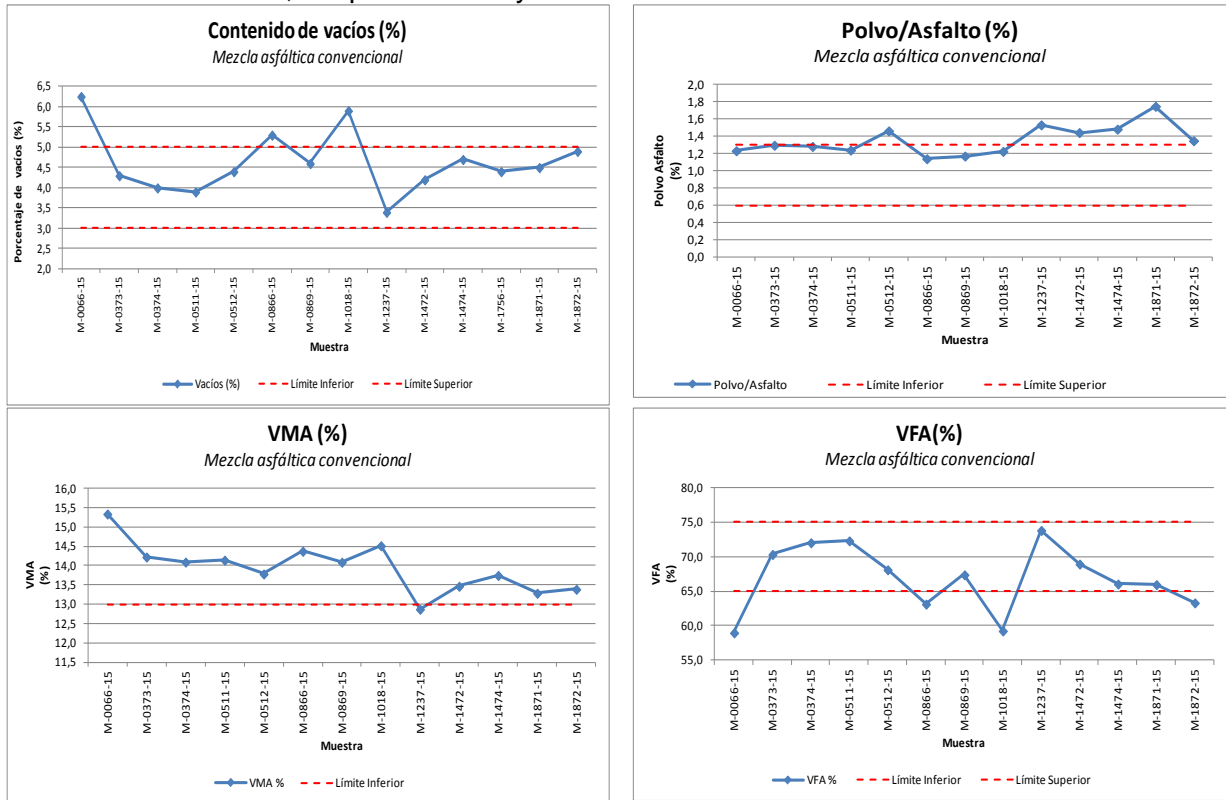 Contenido de vacíos (%)
Mezcla asfáltica convencional
Porcentaje de vacíos (%)
6,5
6,0
5,5
5,0
4,5
4,0
3,5
3,0
2,5
2,0
M-0066-15
M-0373-15
M-0374-15
M-0511-15
M-0512-15
M-0866-15
M-0869-15
M-1018-15
M-1237-15
M-1472-15
M-1474-15
M-1756-15
M-1871-15
M-1872-15
Muestra
Vacíos (%) Límite Inferior Límite Superior
Polvo/Asfalto (%)
Mezcla asfáltica convencional
Polvo Asfalto
(%)
2,0
1,8
1,6
1,4
1,2
1,0
0,8
0,6
0,4
0,2
0,0
M-0066-15
M-0373-15
M-0374-15
M-0511-15
M-0512-15
M-0866-15
M-0869-15
M-1018-15
M-1237-15
M-1472-15
M-1474-15
M-1871-15
M-1872-15
Muestra
Polvo/Asfalto Límite Inferior Límite Superior
VMA (%)
Mezcla asfáltica convencional
VMA
(%)
16,0
15,5
15,0
14,5
14,0
13,5
13,0
12,5
12,0
11,5
M-0066-15
M-0373-15
M-0374-15
M-0511-15
M-0512-15
M-0866-15
M-0869-15
M-1018-15
M-1237-15
M-1472-15
M-1474-15
M-1871-15
M-1872-15
Muestra
VMA % Límite Inferior
VFA(%)
Mezcla asfáltica convencional
VFA
(%)
80,0
75,0
70,0
65,0
60,0
55,0
M-0066-15
M-0373-15
M-0374-15
M-0511-15
M-0512-15
M-0866-15
M-0869-15
M-1018-15
M-1237-15
M-1472-15
M-1474-15
M-1871-15
M-1872-15
Muestra
VFA % Límite Inferior Límite Superior